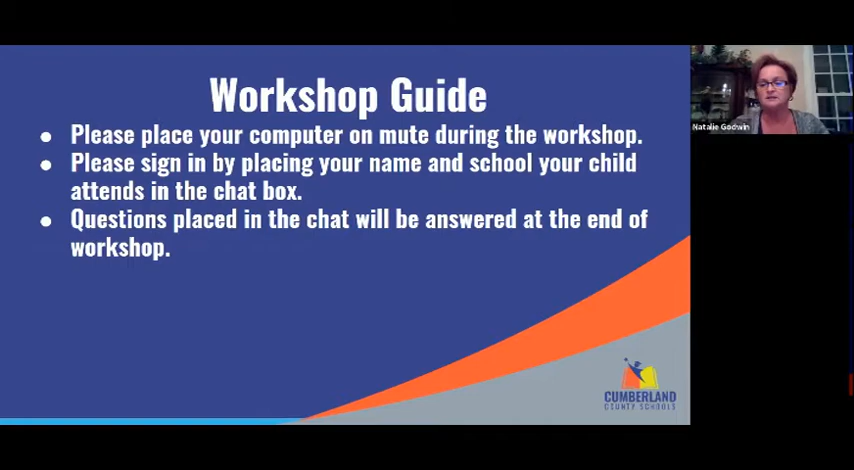 Workshop Guide
● Please place your computer on mute during the workshop.
● Please sign in by placing your name and school your child
attends in the chat box.
● Questions placed in the chat will be answered at the end of
workshop.
Natalie Godwin
CUMBERLAND
COUNTY SCHOOLS